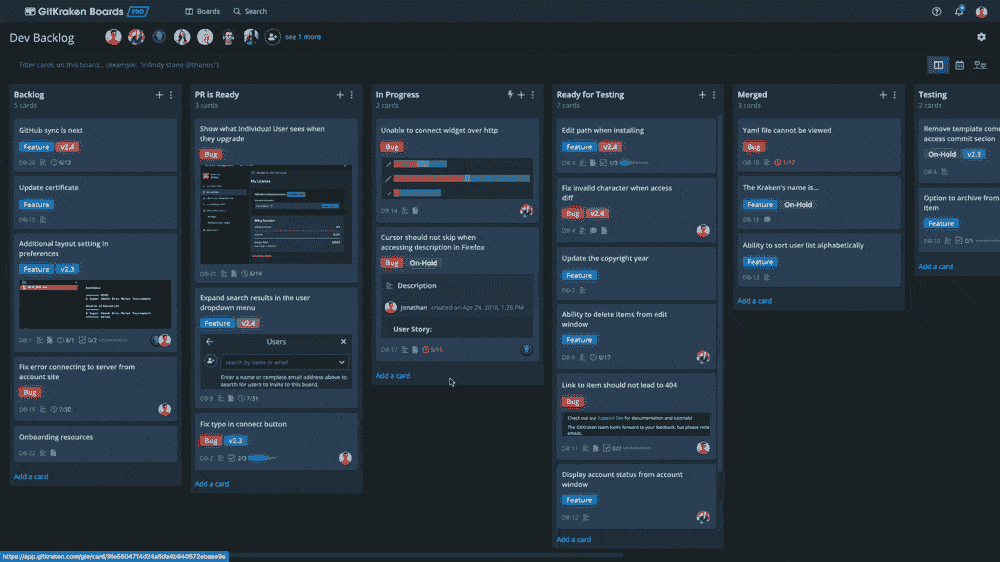 GitKraken Boards PRO
Boards
Search
Dev Backlog
see 1 more
Filter cards on this board... (example: "infinity stone @thanos")
Backlog
5 cards
GitHub sync is next
Feature v2.4
DB-20 6/12
Update certificate
Feature
DB-15
Additional layout setting in
preferences
Feature v2.3
DB-1 8/1 0/2
Fix error connecting to server from
account site
Bug
DB-19 7/30
Onboarding resources
DB-22
Add a card
PR is Ready
3 cards
Show what Individual User sees when
they upgrade
Bug
My License
6/19
Expand search results in the user
dropdown menu
Feature v2.4
Users
search by name or email
Enter a name or complete email address above to
search for users to invite to this board.
7/31
Fix typo in connect button
Bug v2.3
DB-2 2/3
Add a card
In Progress
2 cards
Unable to connect widget over http
Bug
DB-14
Cursor should not skip when
accessing description in Firefox
Bug On-Hold
Description
Jonathan created on Apr 24, 2018, 1:28 PM
User Story:
DB-17 5/15
Add a card
Ready for Testing
7 cards
Edit path when installing
Feature v2.4
DB-3 1/3
Fix invalid character when access
diff
Bug v2.4
DB-4
Update the copyright year
Feature
DB-7
Ability to delete items from edit
window
Feature
DB-9 6/17
Link to item should not lead to 404
Bug
Check out our Support Site for documentation and tutorials!
The GitKraken team looks forward to your feedback, but please note
emails.
DB-11 0/2
Display account status from account
window
Feature
DB-12
Add a card
Merged
3 cards
Yaml file cannot be viewed
Bug
DB-18 1/17
The Kraken's name is...
Feature On-Hold
Ability to sort user list alphabetically
Feature
DB-13
Add a card
Testing
2 cards
Remove template com
access commit secion
On-Hold v2.3
DB-6
Option to archive from
item
Feature
DB-10 0/1
Add a card